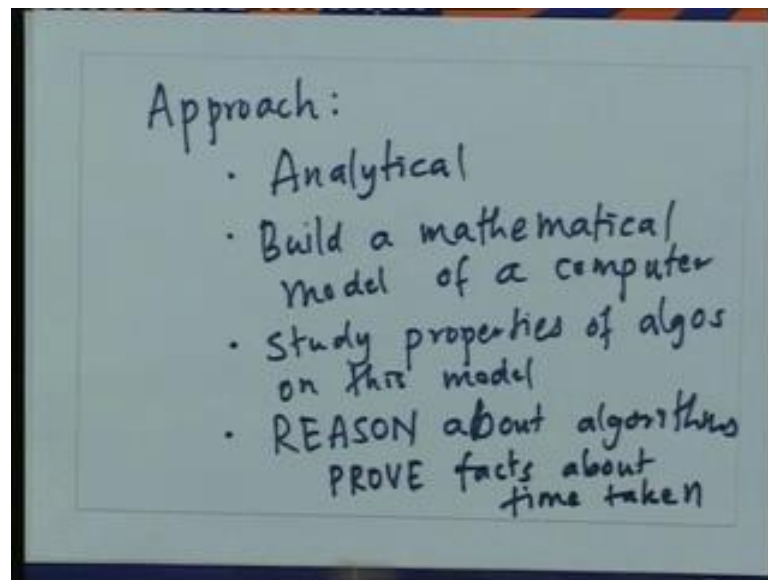 Approach:
· Analytical
· Build a mathematical
model of a computer
· Study properties of algos
on this model
· REASON about algorithms
PROVE facts about
time taken